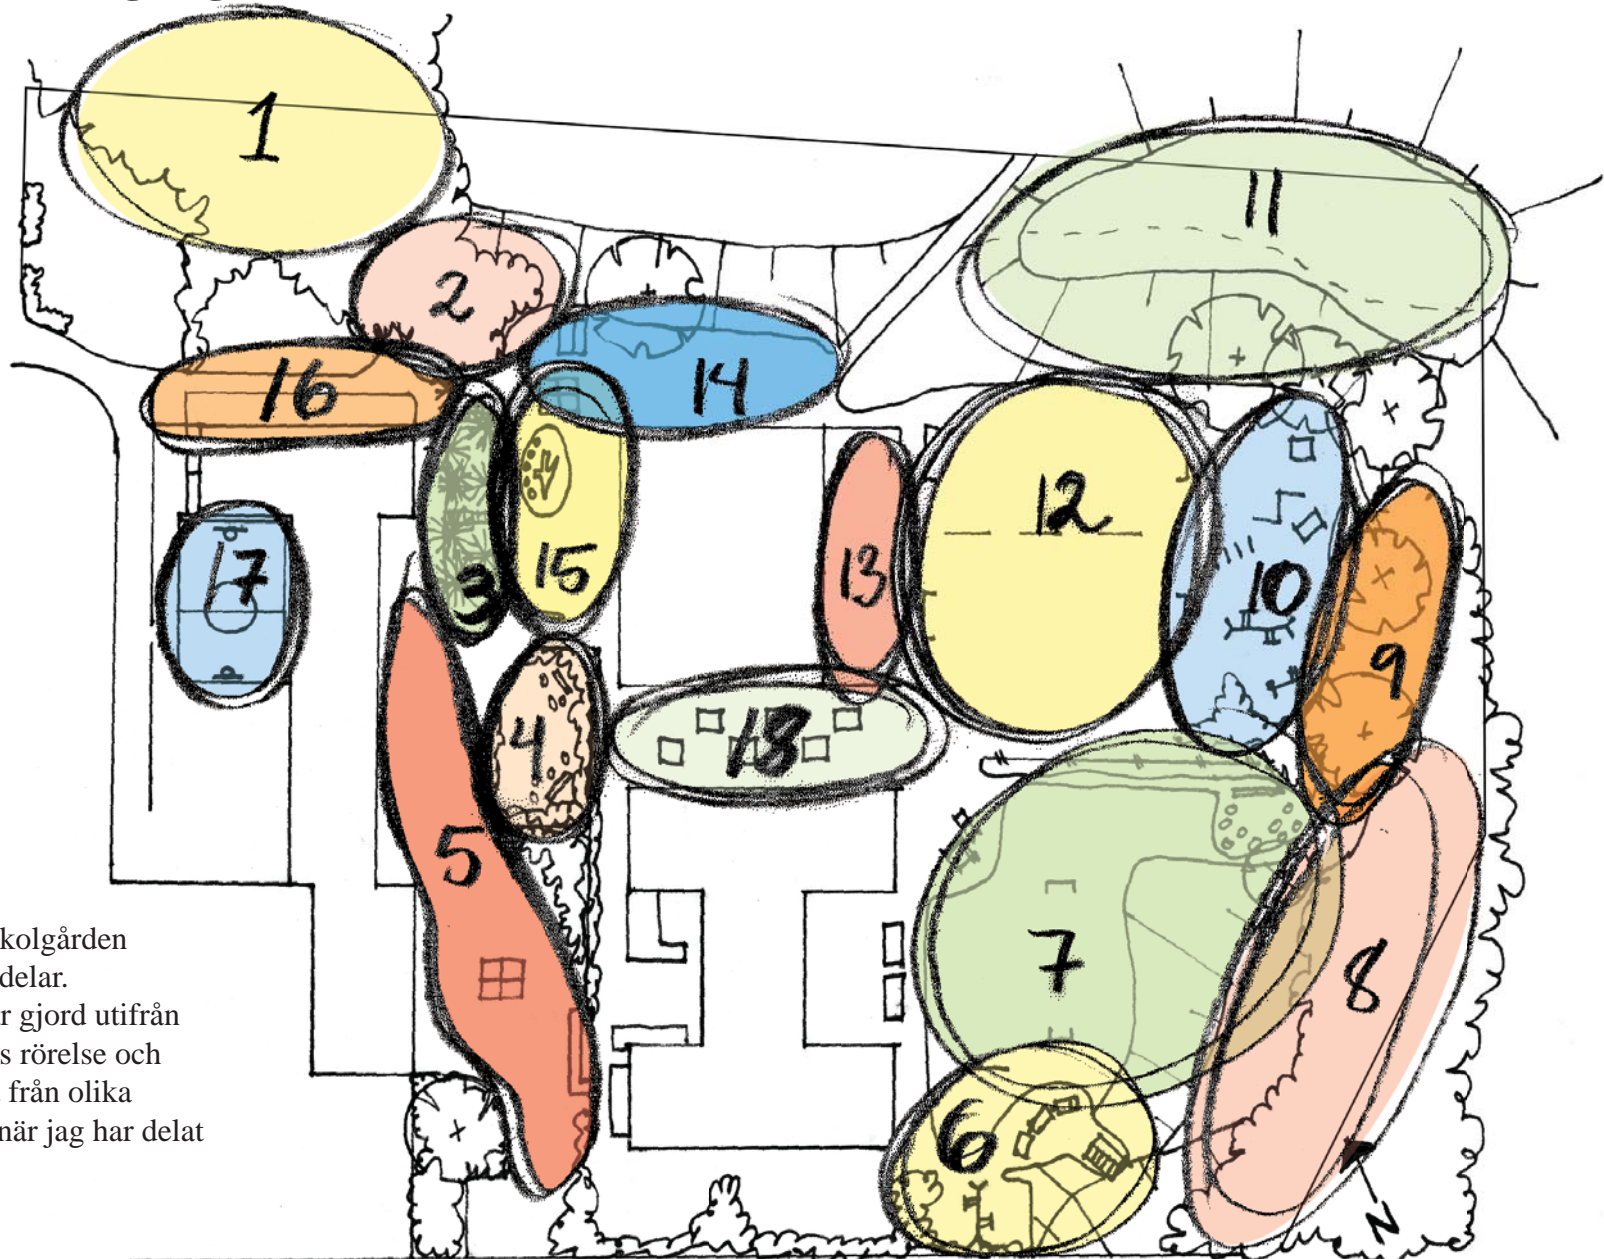 1
11
2
14
16
12
13
17
3
15
10
9
4
18
5
7
8
6
N
kolgården
delar.
r gjord utifrån
s rörelse och
från olika
när jag har delat